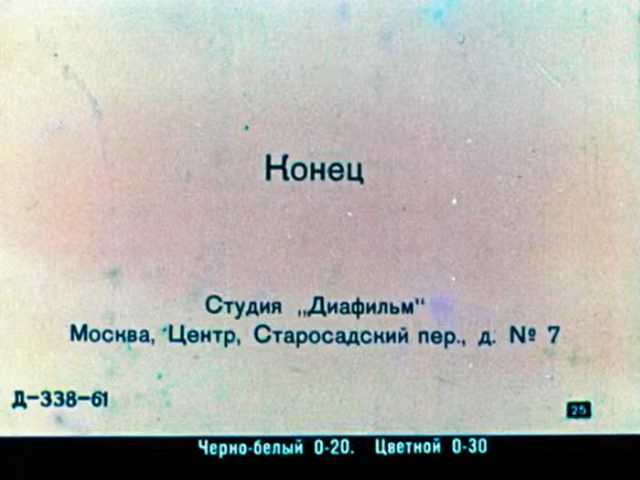 Конец
Студия „Диафильм“
Москва, Центр, Старосадский пер., д. № 7
Д-338-61
25
Черно-белый 0-20. Цветной 0-30